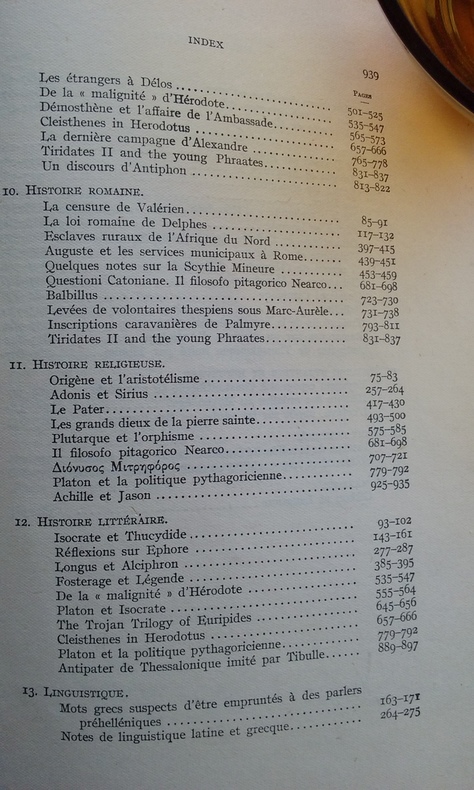 INDEX
939
PAGES
Les étrangers à Délos ........ 501-525
De la « malignité » d'Hérodote........ 535-547
Démosthène et l'affaire de l'Ambassade........ 565-573
Cleisthenes in Herodotus ........ 657-666
La dernière campagne d'Alexandre ........ 765-778
Tiridates II and the young Phraates........ 831-837
Un discours d'Antiphon ........ 813-822
10. HISTOIRE ROMAINE.
La censure de Valérien........ 85-91
La loi romaine de Delphes ........ 117-132
Esclaves ruraux de l'Afrique du Nord ........ 397-415
Auguste et les services municipaux à Rome........ 439-451
Quelques notes sur la Scythie Mineure ........ 453-459
Questioni Catoniane. Il filosofo pitagorico Nearco... 681-698
Balbillus ........ 723-730
Levées de volontaires thespiens sous Marc-Aurèle... 731-738
Inscriptions caravanières de Palmyre........ 793-811
Tiridates II and the young Phraates........ 831-837
11. HISTOIRE RELIGIEUSE.
Origène et l'aristotélisme ........ 75-83
Adonis et Sirius ........ 257-264
Le Pater........ 417-430
Les grands dieux de la pierre sainte........ 493-500
Plutarque et l'orphisme ........ 575-585
Il filosofo pitagorico Nearco........ 681-698
Διόνυσος Μιτρηφόρος ........ 707-721
Platon et la politique pythagoricienne........ 779-792
Achille et Jason ........ 925-935
12. HISTOIRE LITTÉRAIRE.
Isocrate et Thucydide ........ 93-102
Réflexions sur Ephore ........ 143-161
Longus et Alciphron ........ 277-287
Fosterage et Légende ........ 385-395
De la « malignité » d'Hérodote ........ 535-547
Platon et Isocrate ........ 555-564
The Trojan Trilogy of Euripides ........ 645-656
Cleisthenes in Herodotus ........ 657-666
Platon et la politique pythagoricienne........ 779-792
Antipater de Thessalonique imité par Tibulle...... 889-897
13. LINGUISTIQUE.
Mots grecs suspects d'être empruntés à des parlers
préhelléniques ........ 163-171
Notes de linguistique latine et grecque........ 264-275